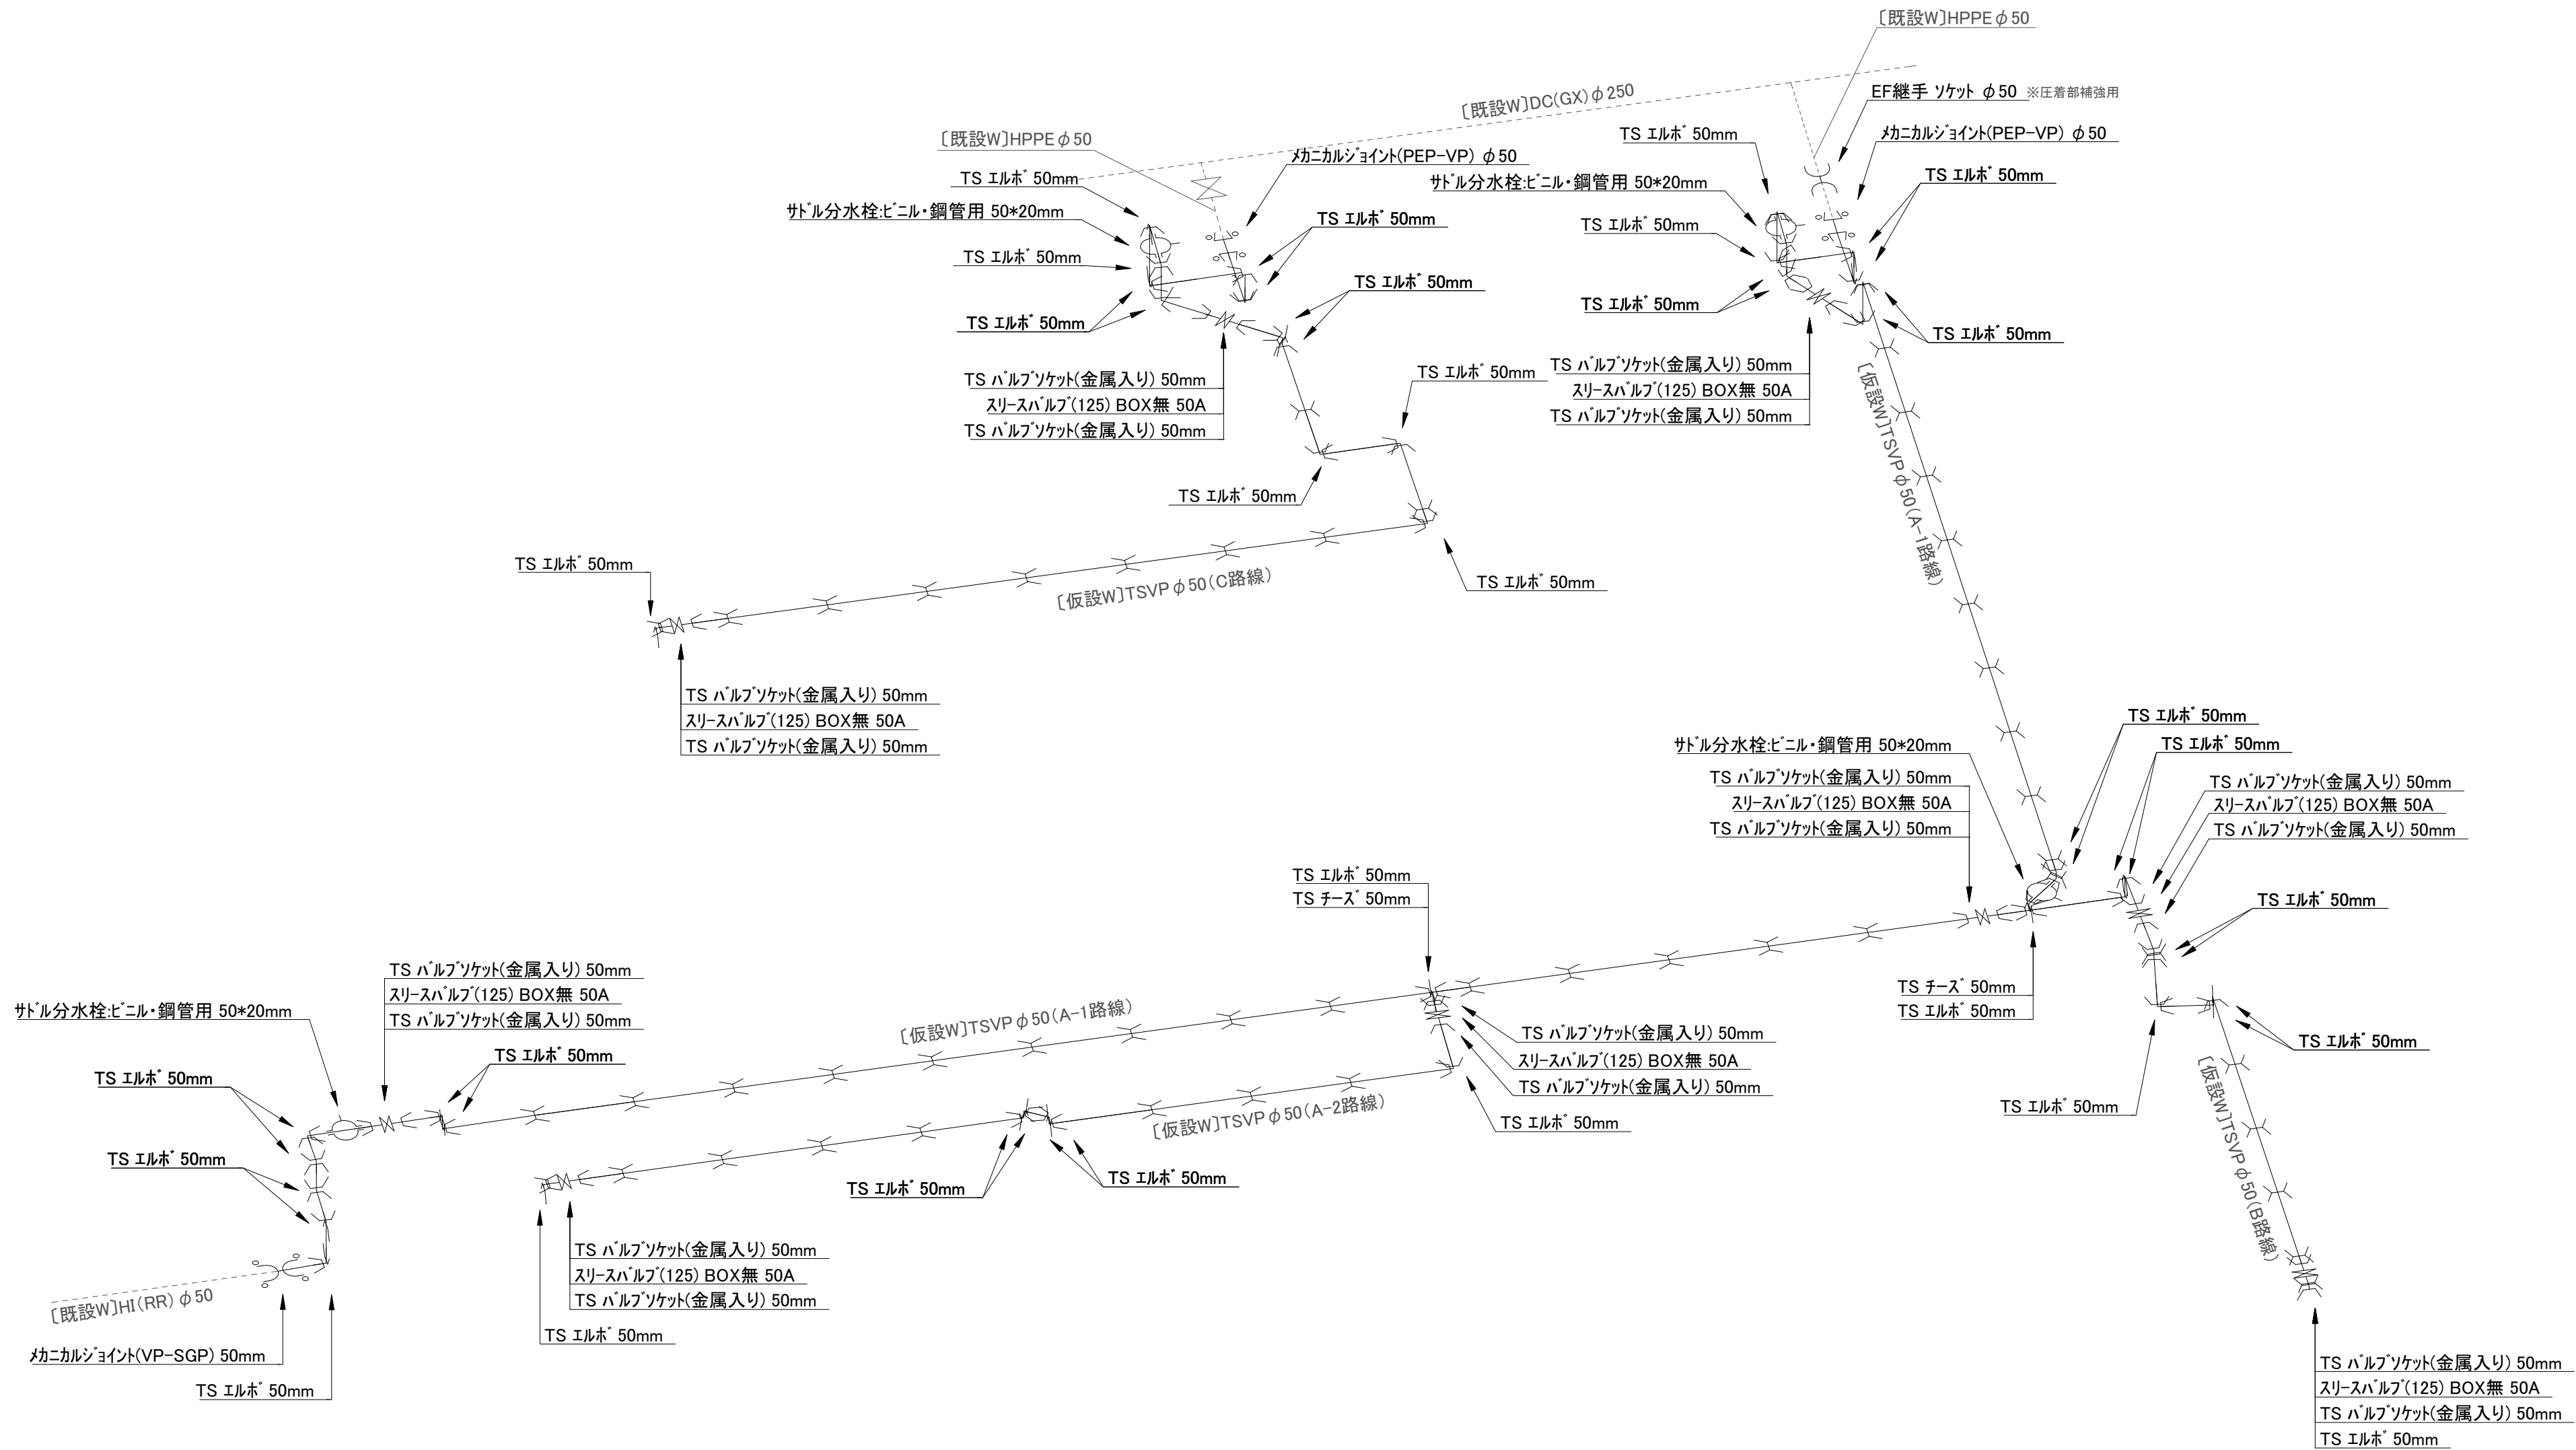 〔既設W〕HPPEφ50
EF継手 ｿｹｯﾄ φ50 ※圧着部補強用
〔既設W〕DC(GX)φ250
TS ｴﾙﾎﾞ 50mm
ﾒｶﾆｶﾙｼﾞｮｲﾝﾄ(PEP-VP) φ50
〔既設W〕HPPEφ50
ﾒｶﾆｶﾙｼﾞｮｲﾝﾄ(PEP-VP) φ50
TS ｴﾙﾎﾞ 50mm
ｻﾄﾞﾙ分水栓:ﾋﾞﾆﾙ・鋼管用 50*20mm
TS ｴﾙﾎﾞ 50mm
ｻﾄﾞﾙ分水栓:ﾋﾞﾆﾙ・鋼管用 50*20mm
TS ｴﾙﾎﾞ 50mm
TS ｴﾙﾎﾞ 50mm
TS ｴﾙﾎﾞ 50mm
TS ｴﾙﾎﾞ 50mm
TS ｴﾙﾎﾞ 50mm
TS ｴﾙﾎﾞ 50mm
TS ｴﾙﾎﾞ 50mm
TS ｴﾙﾎﾞ 50mm
TS ﾊﾞﾙﾌﾞｿｹｯﾄ(金属入り) 50mm
ｽﾘｰｽﾊﾞﾙﾌﾞ(125) BOX無 50A
TS ﾊﾞﾙﾌﾞｿｹｯﾄ(金属入り) 50mm
TS ｴﾙﾎﾞ 50mm
TS ﾊﾞﾙﾌﾞｿｹｯﾄ(金属入り) 50mm
ｽﾘｰｽﾊﾞﾙﾌﾞ(125) BOX無 50A
TS ﾊﾞﾙﾌﾞｿｹｯﾄ(金属入り) 50mm
〔仮設W〕TSVPφ50(A-1路線)
TS ｴﾙﾎﾞ 50mm
TS ｴﾙﾎﾞ 50mm
〔仮設W〕TSVPφ50(C路線)
TS ｴﾙﾎﾞ 50mm
TS ﾊﾞﾙﾌﾞｿｹｯﾄ(金属入り) 50mm
ｽﾘｰｽﾊﾞﾙﾌﾞ(125) BOX無 50A
TS ﾊﾞﾙﾌﾞｿｹｯﾄ(金属入り) 50mm
TS ｴﾙﾎﾞ 50mm
TS ｴﾙﾎﾞ 50mm
ｻﾄﾞﾙ分水栓:ﾋﾞﾆﾙ・鋼管用 50*20mm
TS ﾊﾞﾙﾌﾞｿｹｯﾄ(金属入り) 50mm
ｽﾘｰｽﾊﾞﾙﾌﾞ(125) BOX無 50A
TS ﾊﾞﾙﾌﾞｿｹｯﾄ(金属入り) 50mm
TS ﾊﾞﾙﾌﾞｿｹｯﾄ(金属入り) 50mm
ｽﾘｰｽﾊﾞﾙﾌﾞ(125) BOX無 50A
TS ﾊﾞﾙﾌﾞｿｹｯﾄ(金属入り) 50mm
TS ｴﾙﾎﾞ 50mm
TS ﾁｰｽﾞ 50mm
TS ｴﾙﾎﾞ 50mm
TS ﾊﾞﾙﾌﾞｿｹｯﾄ(金属入り) 50mm
ｽﾘｰｽﾊﾞﾙﾌﾞ(125) BOX無 50A
TS ﾊﾞﾙﾌﾞｿｹｯﾄ(金属入り) 50mm
ｻﾄﾞﾙ分水栓:ﾋﾞﾆﾙ・鋼管用 50*20mm
TS ｴﾙﾎﾞ 50mm
TS ｴﾙﾎﾞ 50mm
〔仮設W〕TSVPφ50(A-1路線)
TS ﾁｰｽﾞ 50mm
TS ｴﾙﾎﾞ 50mm
TS ﾊﾞﾙﾌﾞｿｹｯﾄ(金属入り) 50mm
ｽﾘｰｽﾊﾞﾙﾌﾞ(125) BOX無 50A
TS ﾊﾞﾙﾌﾞｿｹｯﾄ(金属入り) 50mm
TS ｴﾙﾎﾞ 50mm
TS ｴﾙﾎﾞ 50mm
TS ｴﾙﾎﾞ 50mm
〔仮設W〕TSVPφ50(A-2路線)
TS ｴﾙﾎﾞ 50mm
TS ｴﾙﾎﾞ 50mm
TS ｴﾙﾎﾞ 50mm
TS ｴﾙﾎﾞ 50mm
〔仮設W〕TSVPφ50(B路線)
TS ﾊﾞﾙﾌﾞｿｹｯﾄ(金属入り) 50mm
ｽﾘｰｽﾊﾞﾙﾌﾞ(125) BOX無 50A
TS ﾊﾞﾙﾌﾞｿｹｯﾄ(金属入り) 50mm
TS ｴﾙﾎﾞ 50mm
〔既設W〕HI(RR)φ50
ﾒｶﾆｶﾙｼﾞｮｲﾝﾄ(VP-SGP) 50mm
TS ｴﾙﾎﾞ 50mm
TS ﾊﾞﾙﾌﾞｿｹｯﾄ(金属入り) 50mm
ｽﾘｰｽﾊﾞﾙﾌﾞ(125) BOX無 50A
TS ﾊﾞﾙﾌﾞｿｹｯﾄ(金属入り) 50mm
TS ｴﾙﾎﾞ 50mm